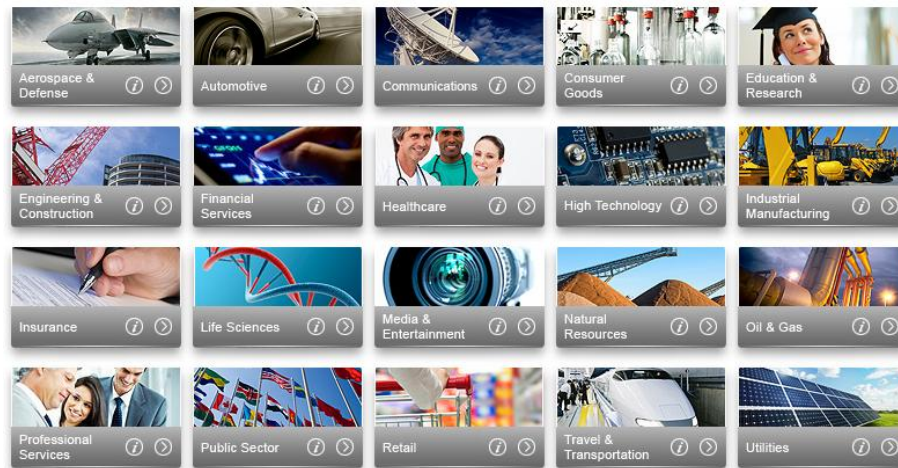 Aerospace &
Defense
Automotive
Communications
Consumer
Goods
Education &
Research
Engineering &
Construction
Financial
Services
Healthcare
High Technology
Industrial
Manufacturing
Insurance
Life Sciences
Media &
Entertainment
Natural
Resources
Oil & Gas
Professional
Services
Public Sector
Retail
Travel &
Transportation
Utilities